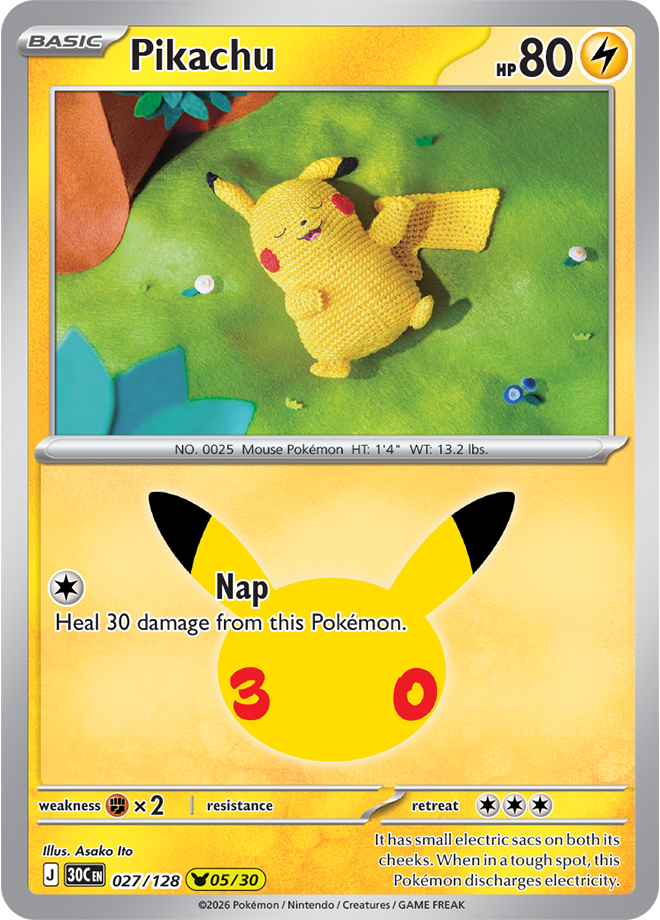 BASIC
Pikachu
HP 80
NO. 0025 Mouse Pokémon HT: 1'4" WT: 13.2 lbs.
Nap
Heal 30 damage from this Pokémon.
3 0
weakness ×2 resistance retreat
Illus. Asako Ito
J 30C EN 027/128 05/30
It has small electric sacs on both its
cheeks. When in a tough spot, this
Pokémon discharges electricity.
©2026 Pokémon / Nintendo / Creatures / GAME FREAK